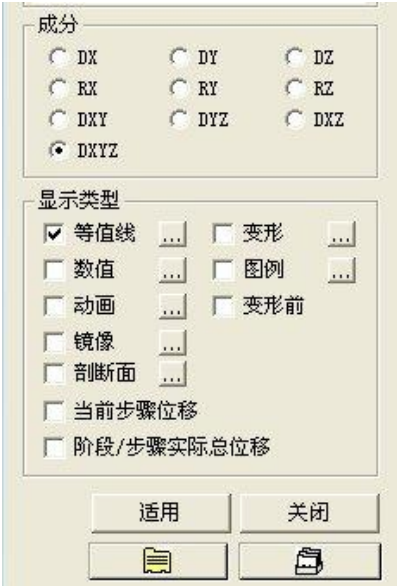 成分
DX DY DZ
RX RY RZ
DXY DYZ DXZ
DXYZ
显示类型
等值线 ... 变形 ...
数值 ... 图例 ...
动画 ... 变形前
镜像 ...
剖断面 ...
当前步骤位移
阶段/步骤实际总位移
适用 关闭